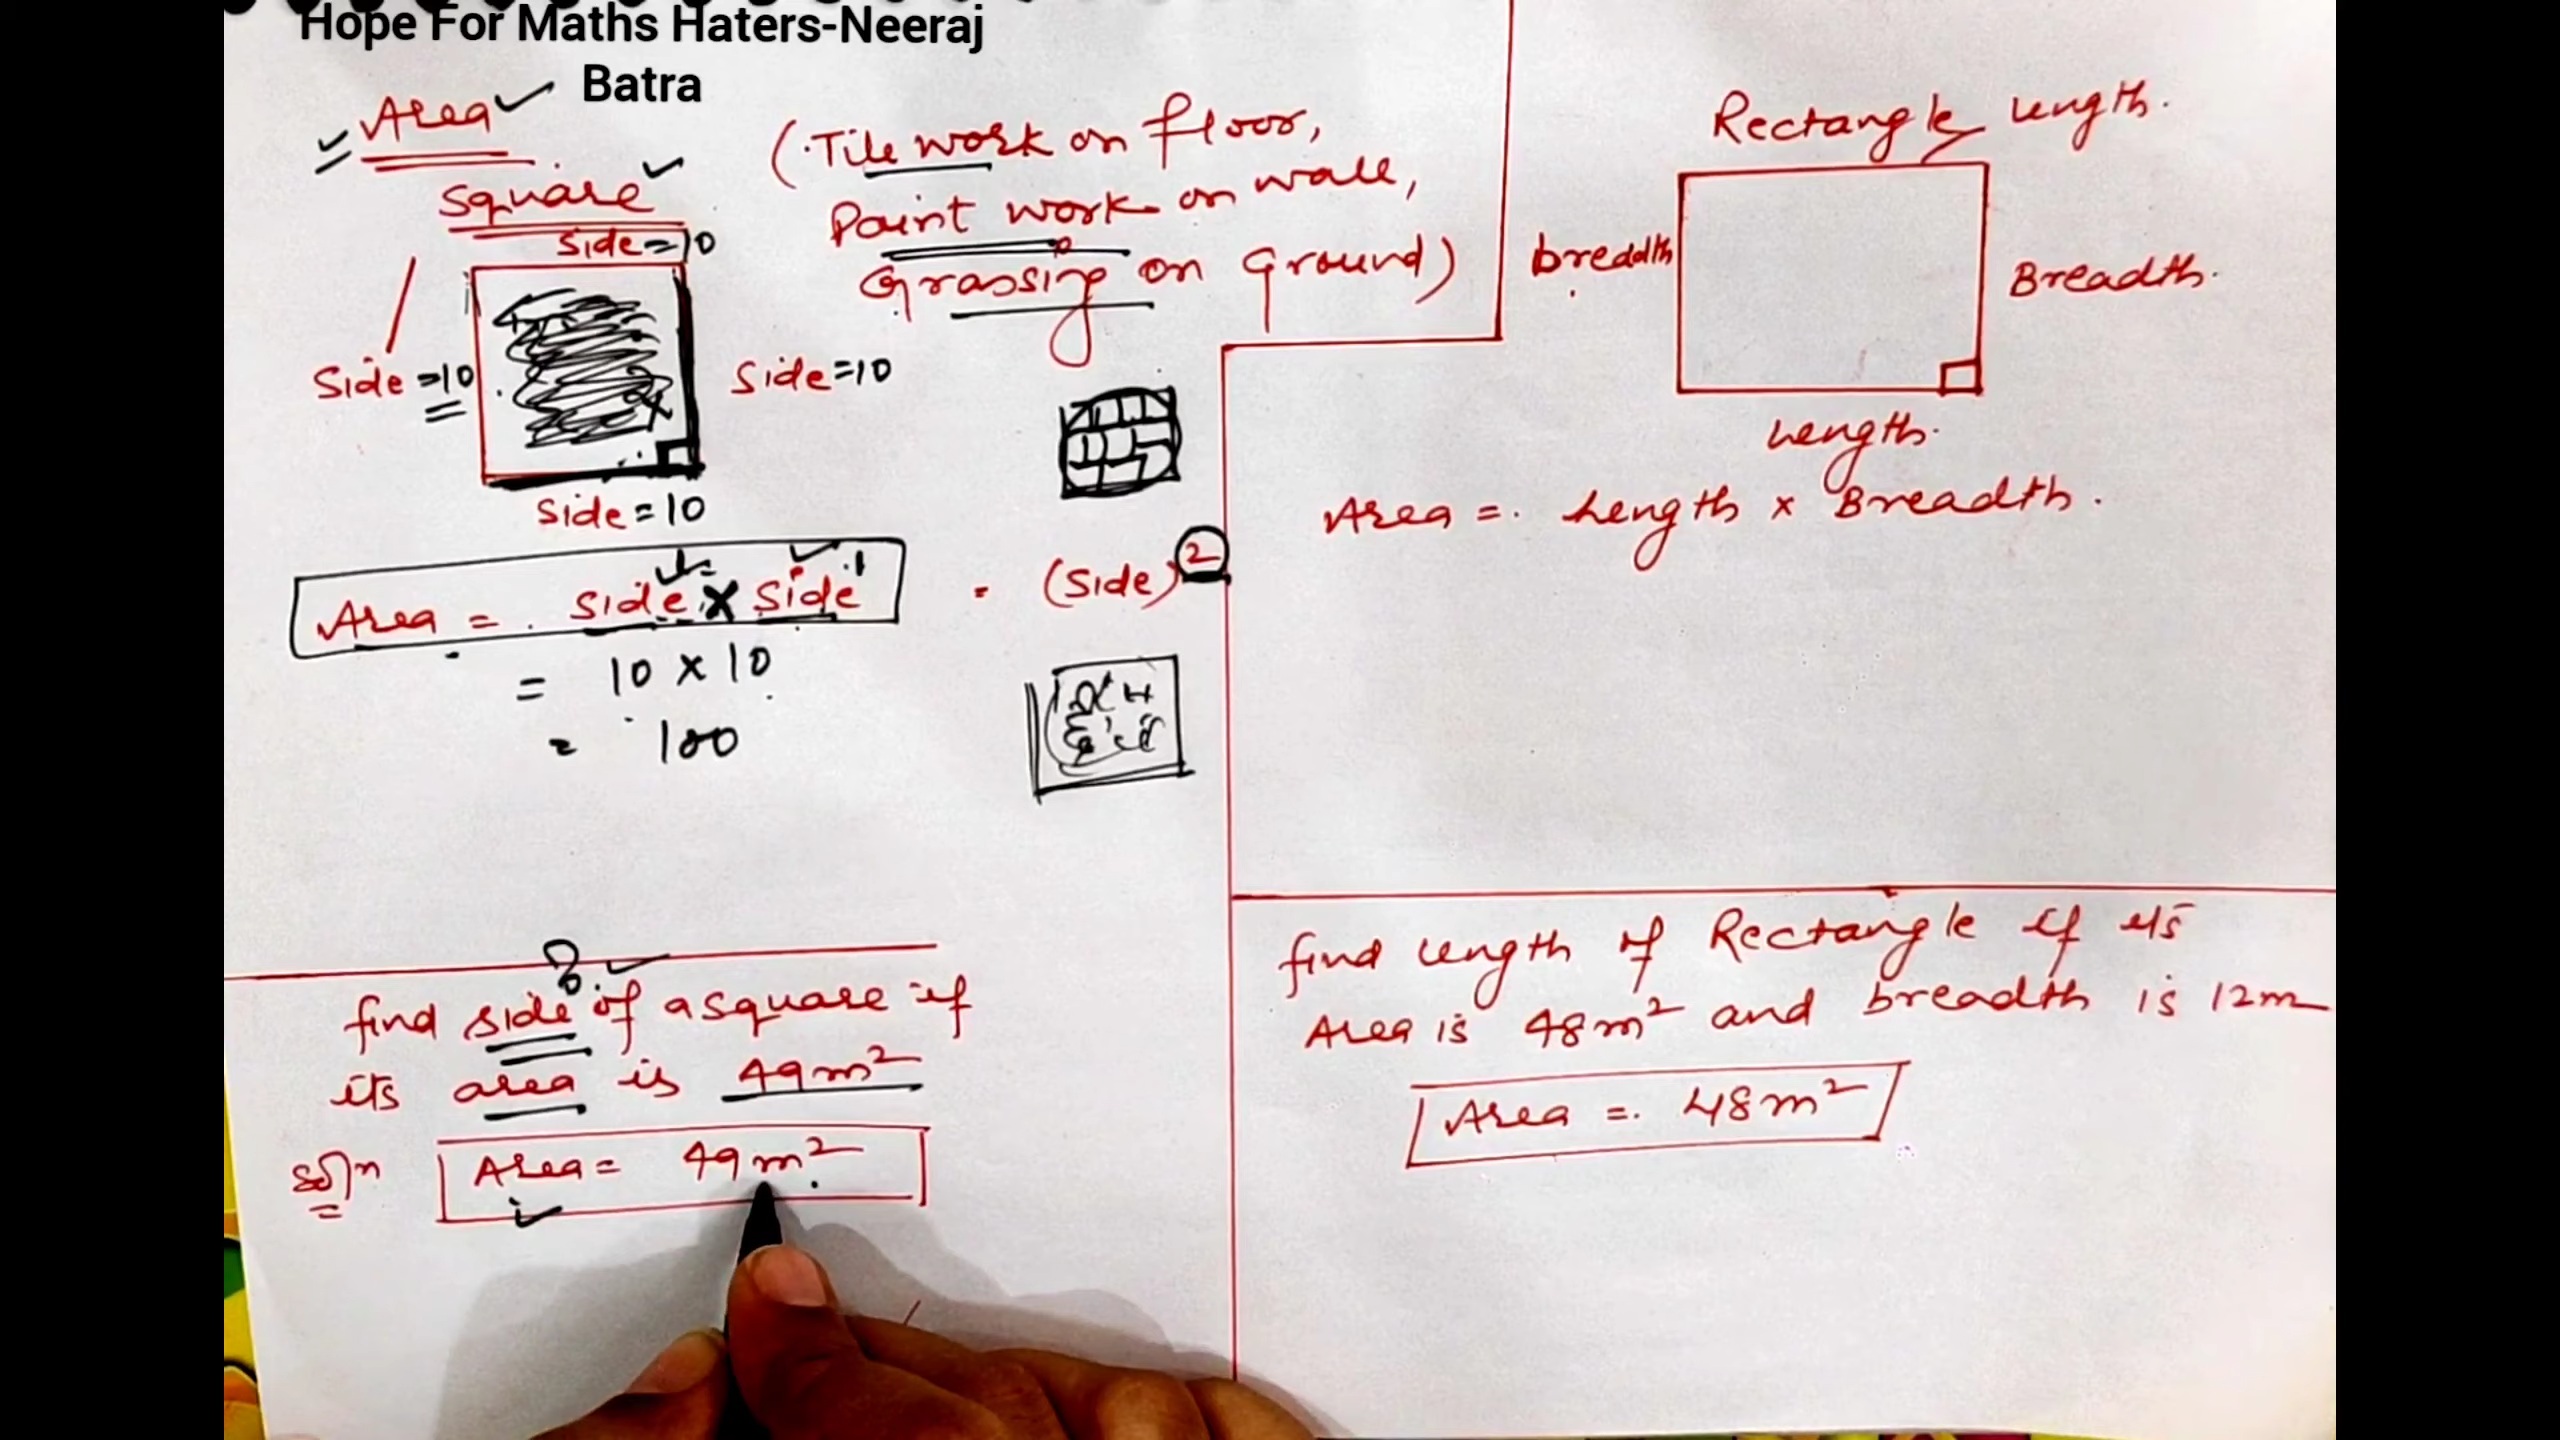 Hope For Maths Haters-Neeraj
Batra
Area
Square
(Tile work on floor,
Paint work on wall,
Grassing on Ground)
Side = 10
Side = 10
Side = 10
Side = 10
Area = Side × Side = (Side)²
= 10 × 10
= 100
Rectangle
length.
breadth
Breadth.
Length.
Area = Length × Breadth.
find side of a square if
its area is 49m²
Soln
Area = 49m²
find length of Rectangle if its
Area is 48m² and breadth is 12m
Area = 48m²